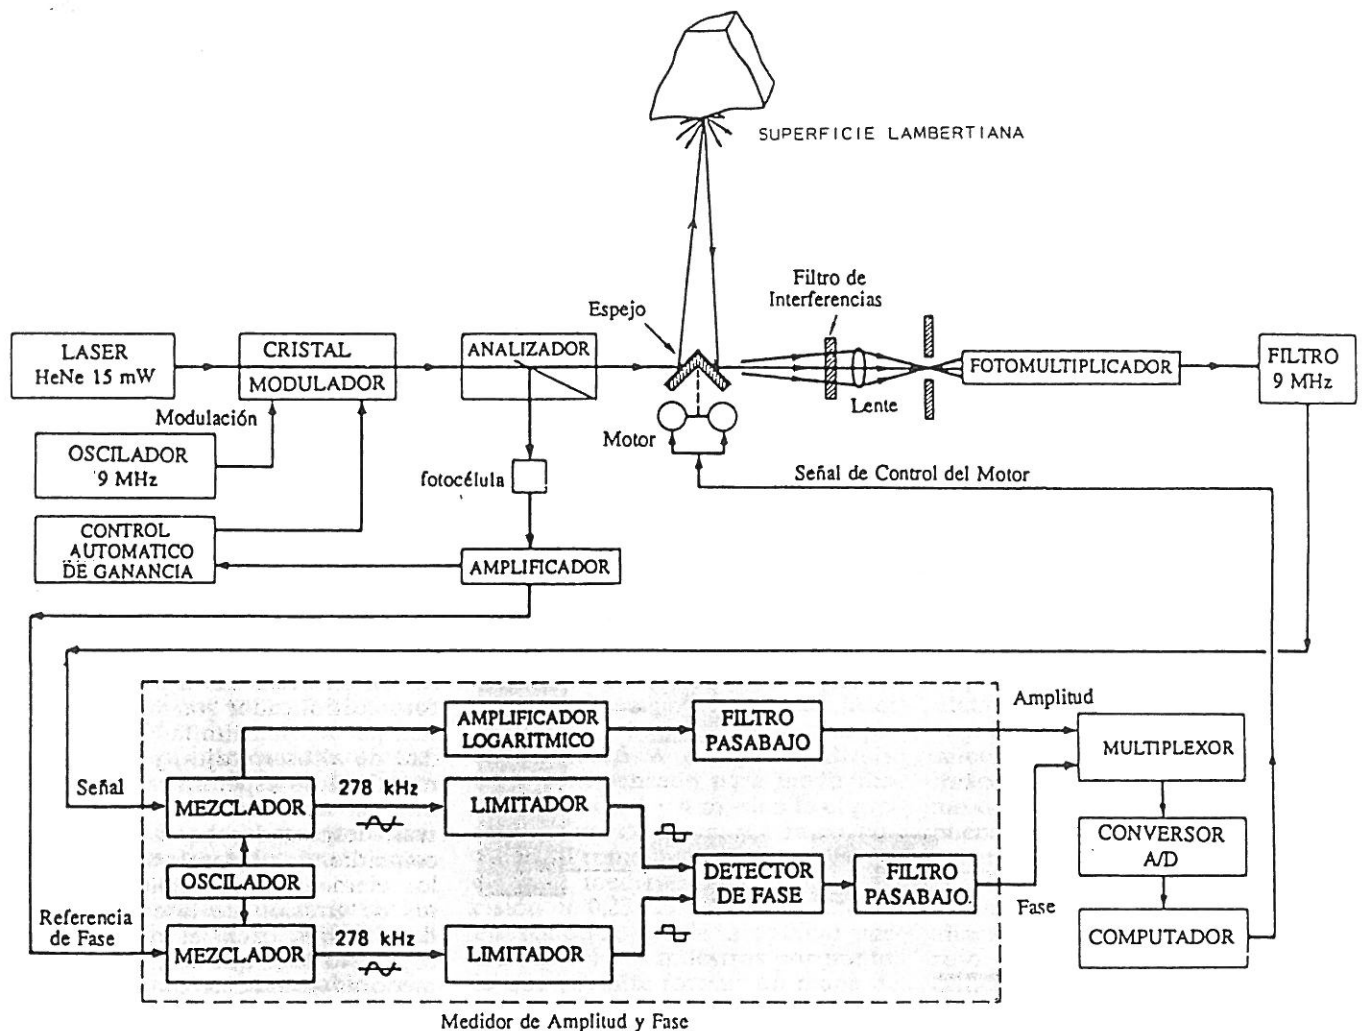 SUPERFICIE LAMBERTIANA
Filtro de
Interferencias
Espejo
LASER
HeNe 15 mW
CRISTAL
MODULADOR
ANALIZADOR
FOTOMULTIPLICADOR
FILTRO
9 MHz
Lente
Modulación
Motor
OSCILADOR
9 MHz
fotocélula
Señal de Control del Motor
CONTROL
AUTOMATICO
DE GANANCIA
AMPLIFICADOR
Amplitud
AMPLIFICADOR
LOGARITMICO
FILTRO
PASABAJO
MULTIPLEXOR
Señal
MEZCLADOR
278 kHz
LIMITADOR
CONVERSOR
A/D
OSCILADOR
DETECTOR
DE FASE
FILTRO
PASABAJO.
Fase
Referencia
de Fase
MEZCLADOR
278 kHz
LIMITADOR
COMPUTADOR
Medidor de Amplitud y Fase